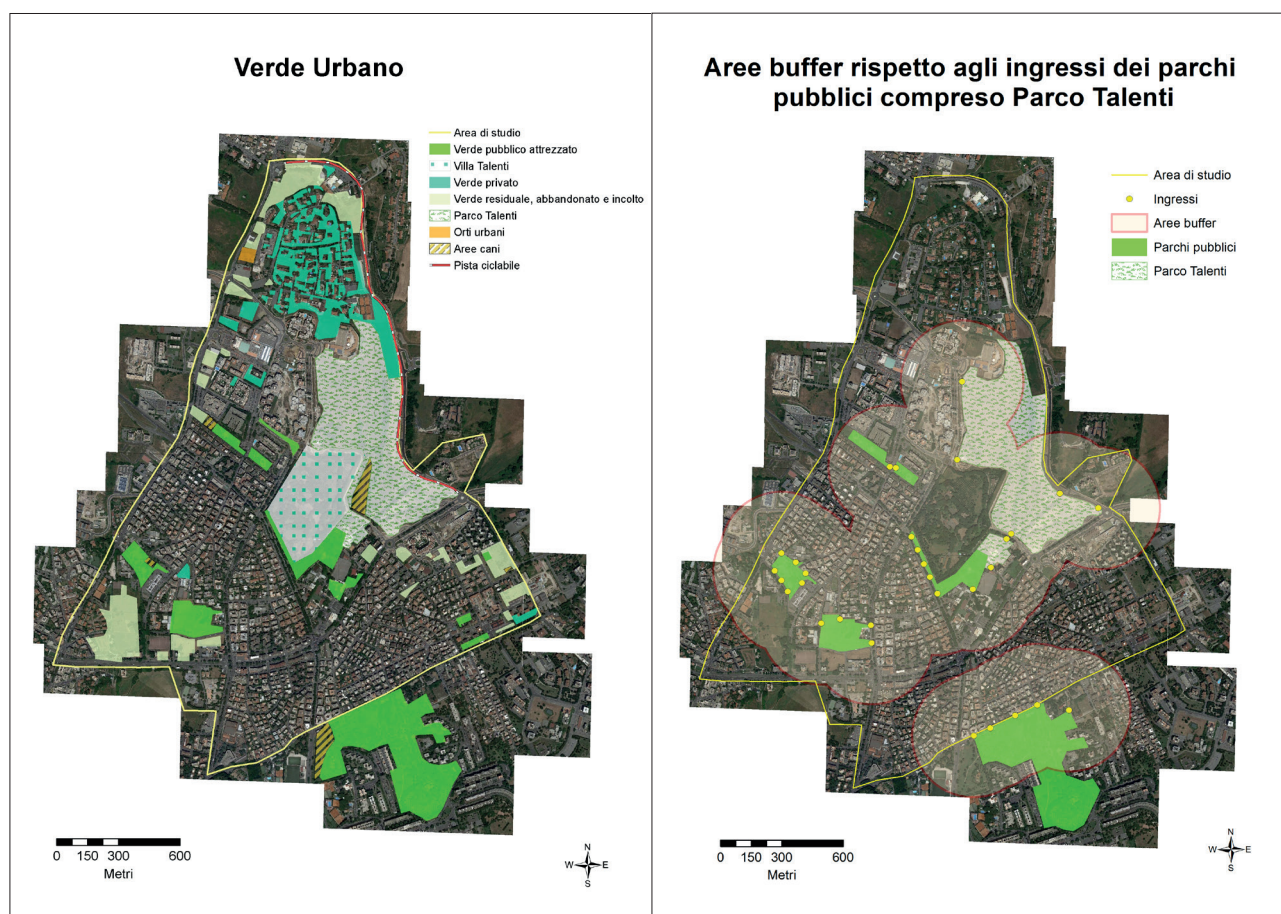 Verde Urbano
Area di studio
Verde pubblico attrezzato
Villa Talenti
Verde privato
Verde residuale, abbandonato e incolto
Parco Talenti
Orti urbani
Aree cani
Pista ciclabile
0 150 300 600
Metri
N
W E
S
Aree buffer rispetto agli ingressi dei parchi
pubblici compreso Parco Talenti
Area di studio
Ingressi
Aree buffer
Parchi pubblici
Parco Talenti
0 150 300 600
Metri
N
W E
S